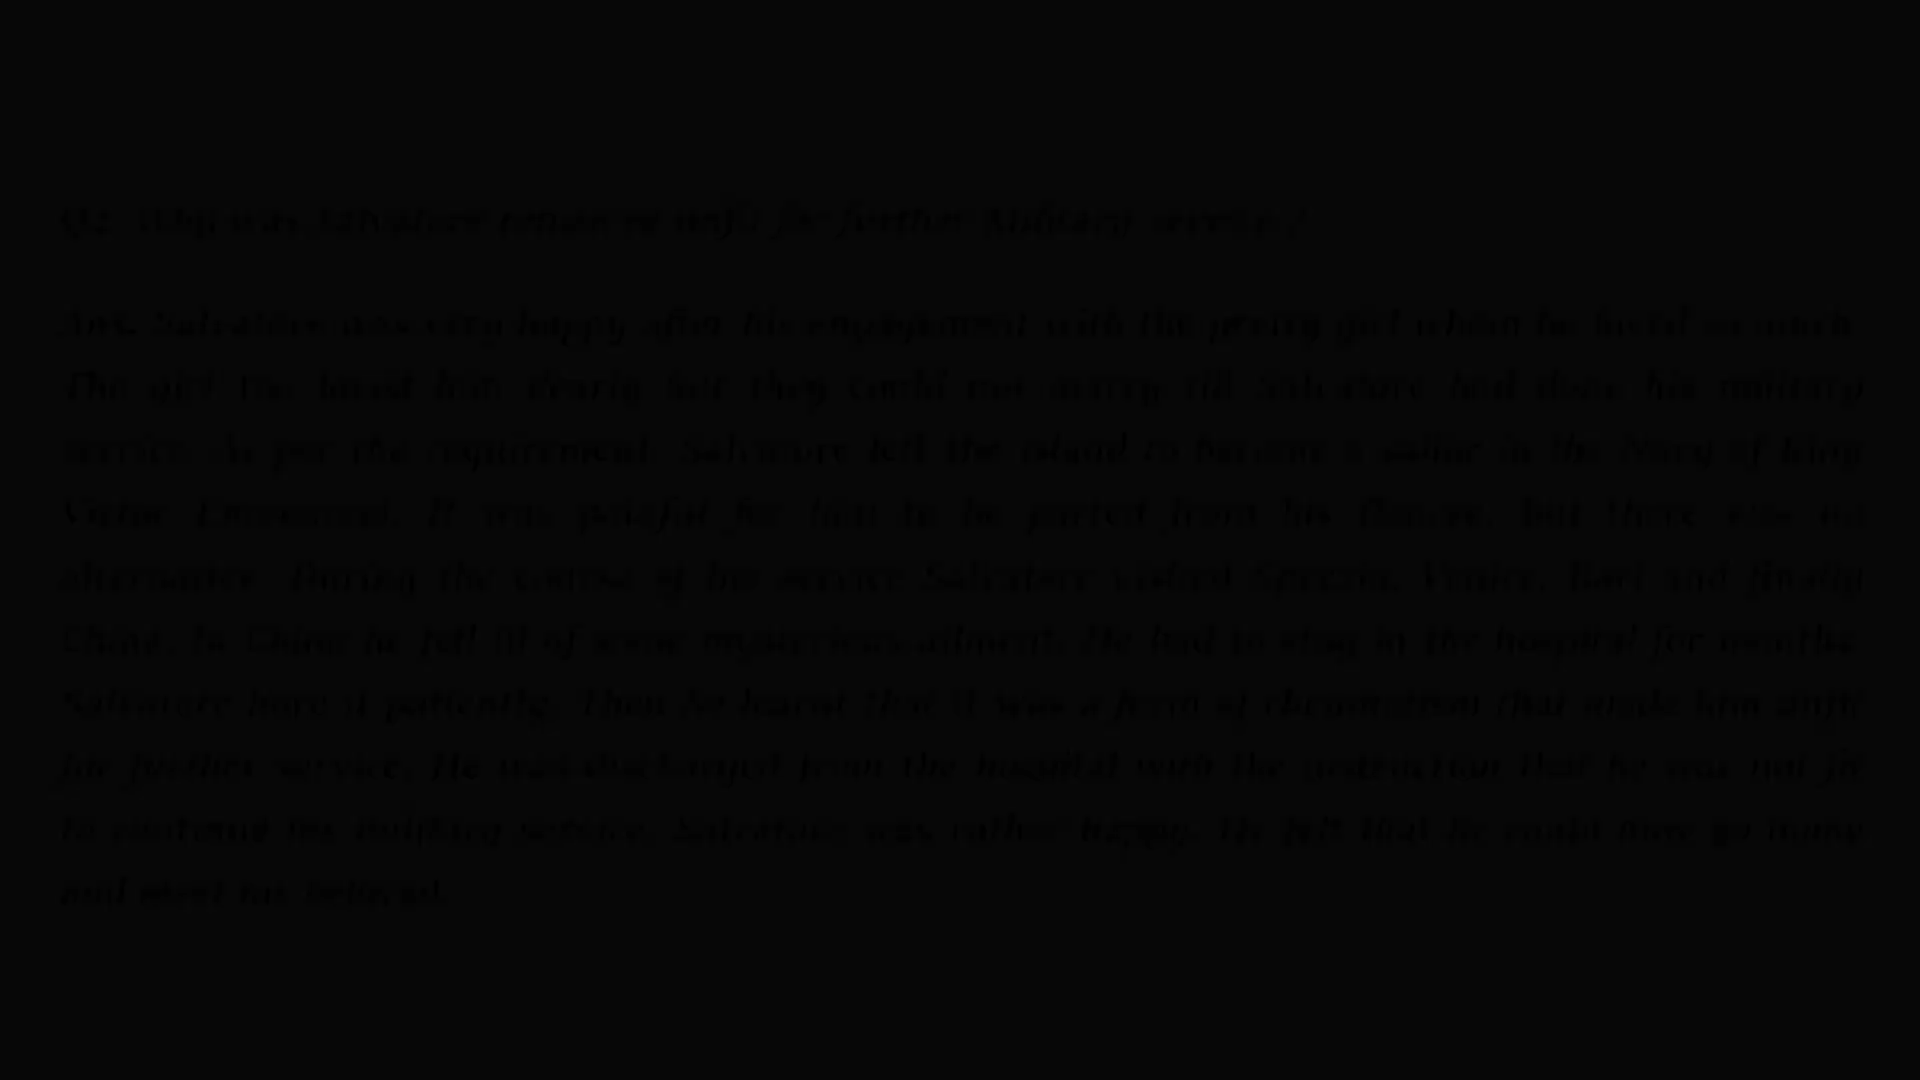 Q2. Why was Salvatore unfit for further Military service ?
Ans. Salvatore was very happy after his engagement with the pretty girl whom he loved so much.
The girl too loved him dearly but they could not marry till Salvatore had done his military
service. As per the requirement, Salvatore left the island to become a sailor in the navy of King
Victor Emmanuel. It was painful for him to be parted from his fiancee, but there was no
alternative. During the course of his service Salvatore visited Spezzia, Venice, Bari and finally
China. In China he fell ill of some mysterious ailment. He had to stay in the hospital for months.
Salvatore bore it patiently. Then he learnt that it was a form of rheumatism that made him unfit
for further service. He was discharged from the hospital with the instruction that he was not fit
to continue his military service. Salvatore was rather happy. He felt that he could now go home
and meet his beloved.